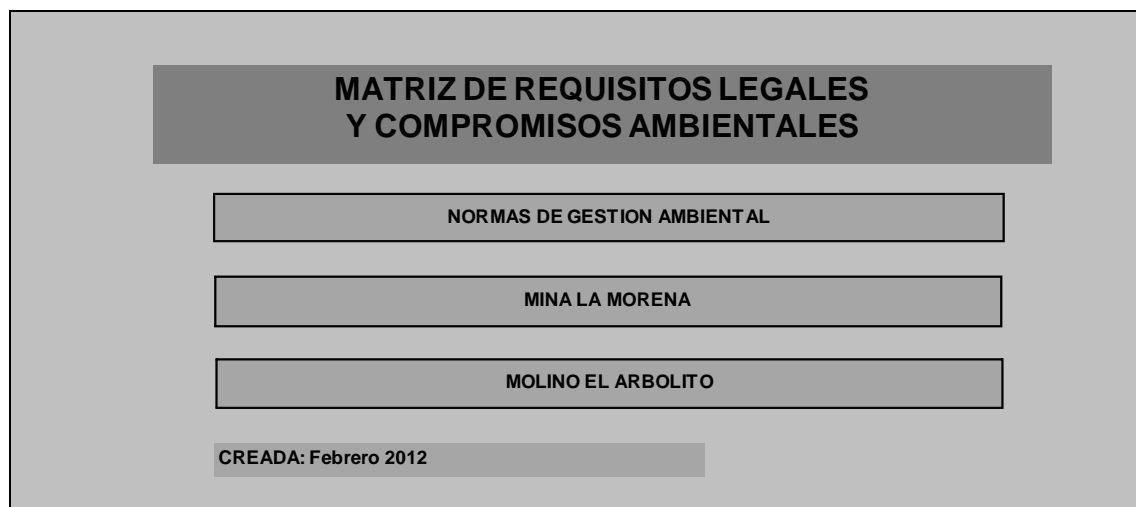 MATRIZ DE REQUISITOS LEGALES
Y COMPROMISOS AMBIENTALES
NORMAS DE GESTION AMBIENTAL
MINA LA MORENA
MOLINO EL ARBOLITO
CREADA: Febrero 2012